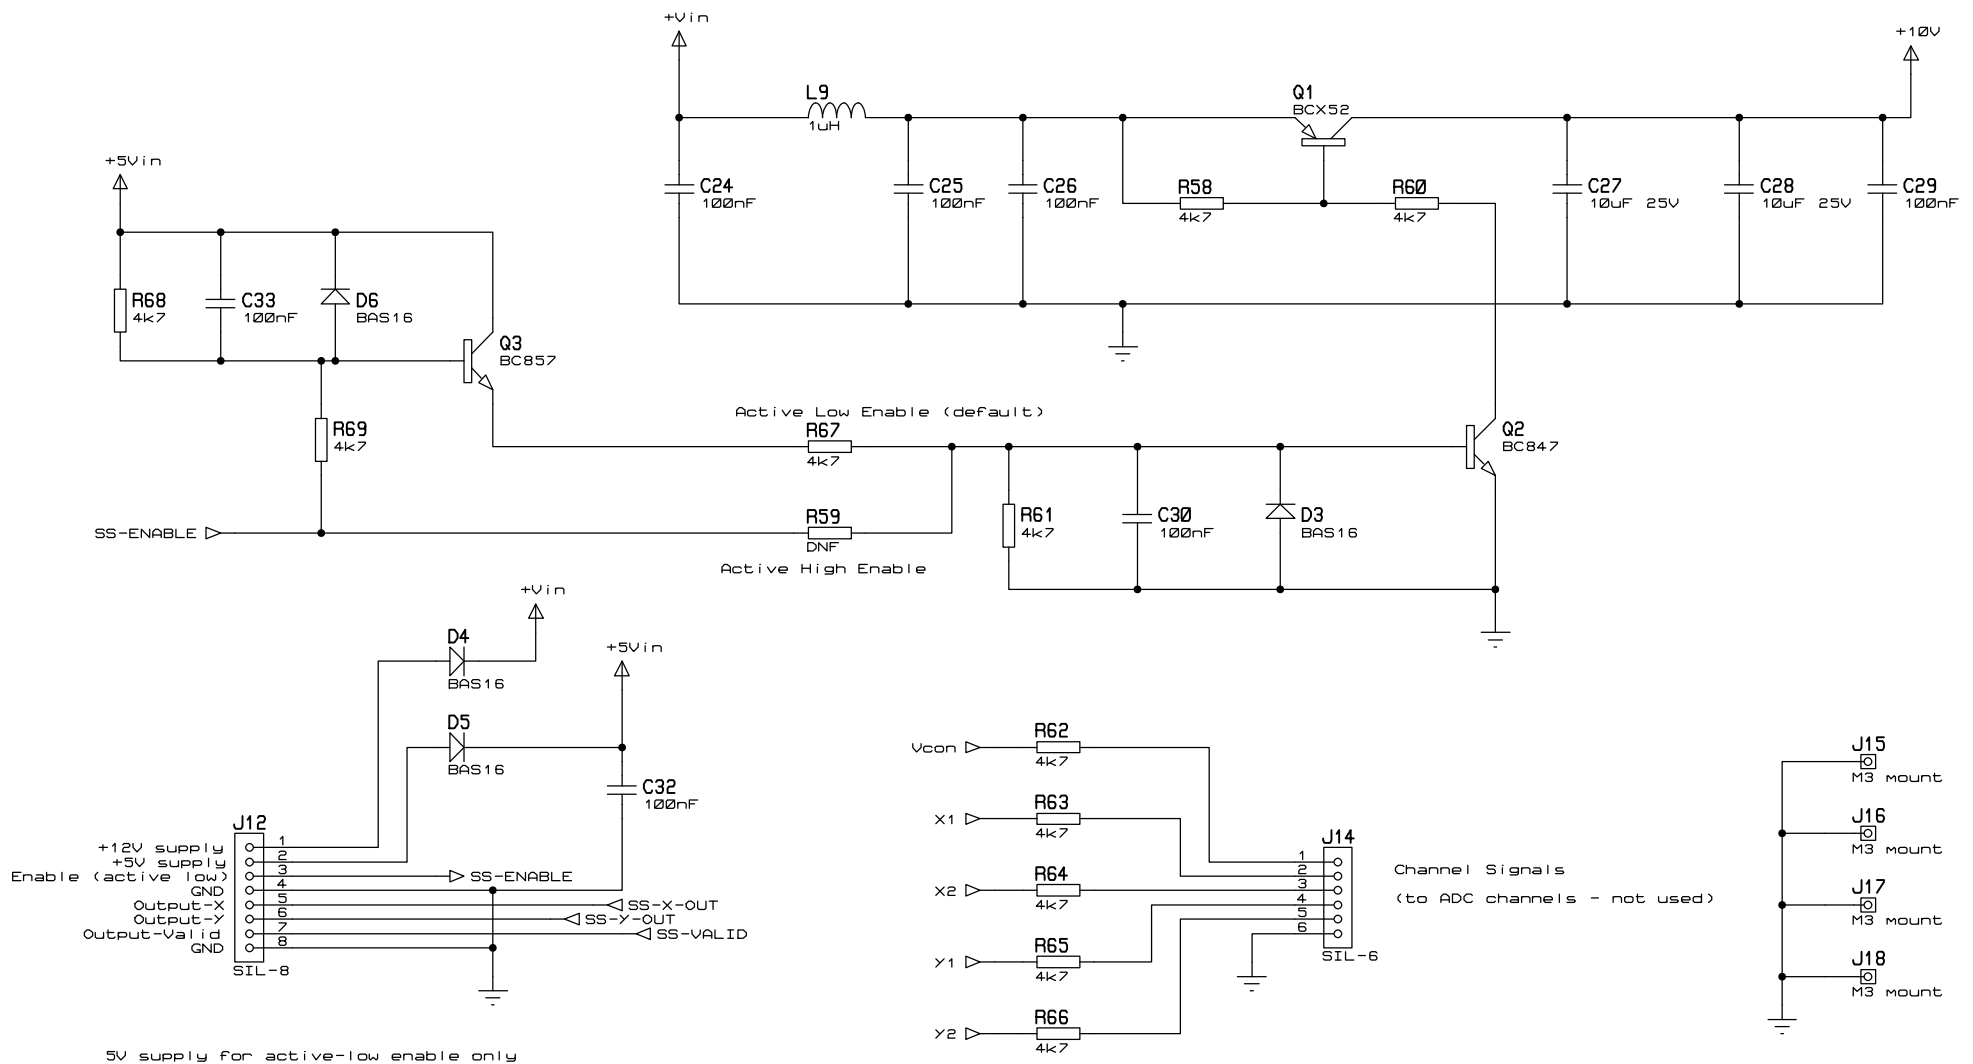 +Vin
+10V
L9
1uH
Q1
BCX52
+5Vin
C24
100nF
C25
100nF
C26
100nF
R58
4k7
R60
4k7
C27
10uF 25V
C28
10uF 25V
C29
100nF
R68
4k7
C33
100nF
D6
BAS16
Q3
BC857
Active Low Enable (default)
R67
4k7
R69
4k7
Q2
BC847
SS-ENABLE
R59
DNF
Active High Enable
R61
4k7
C30
100nF
D3
BAS16
+Vin
D4
BAS16
+5Vin
D5
BAS16
C32
100nF
J12
+12V supply 1
+5V supply 2
Enable (active low) 3 SS-ENABLE
GND 4
Output-X 5 SS-X-OUT
Output-Y 6 SS-Y-OUT
Output-Valid 7 SS-VALID
GND 8
SIL-8
5V supply for active-low enable only
Vcon
R62
4k7
X1
R63
4k7
X2
R64
4k7
Y1
R65
4k7
Y2
R66
4k7
J14
1
2
3
4
5
6
SIL-6
Channel Signals
(to ADC channels - not used)
J15
M3 mount
J16
M3 mount
J17
M3 mount
J18
M3 mount